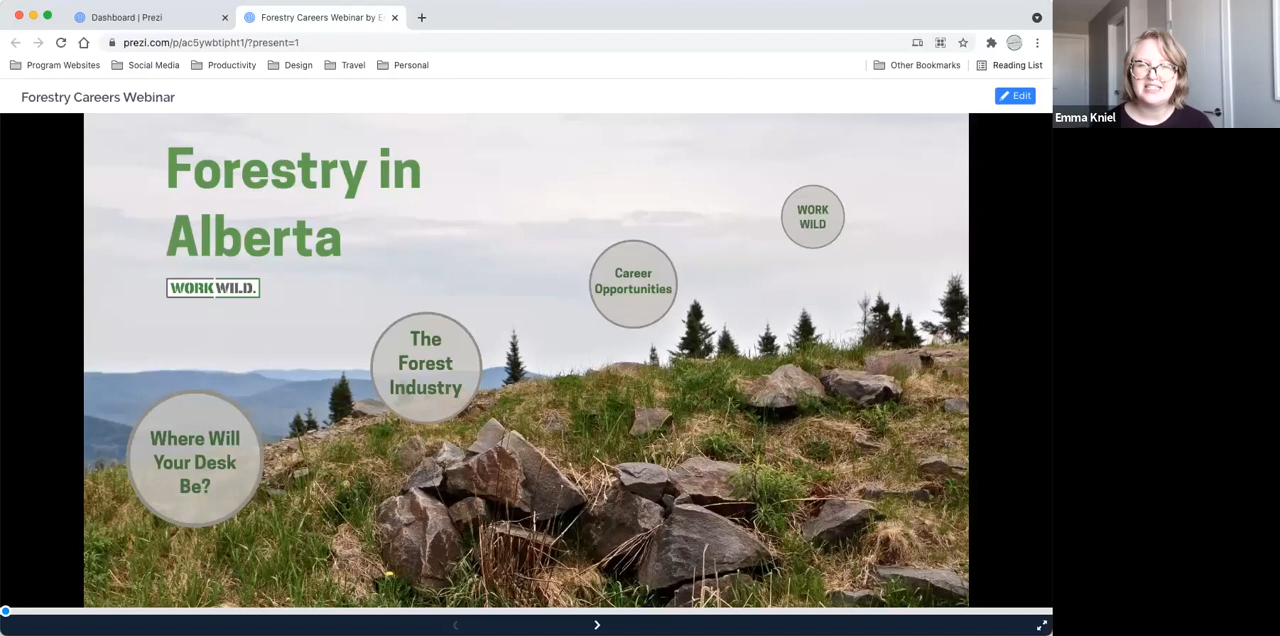 Dashboard | Prezi
Forestry Careers Webinar by E
prezi.com/p/ac5ywbtipht1/?present=1
Program Websites
Social Media
Productivity
Design
Travel
Personal
Other Bookmarks
Reading List
Forestry Careers Webinar
Edit
Emma Kniel
Forestry in
Alberta
WORK WILD.
WORK
WILD
Career
Opportunities
The
Forest
Industry
Where Will
Your Desk
Be?